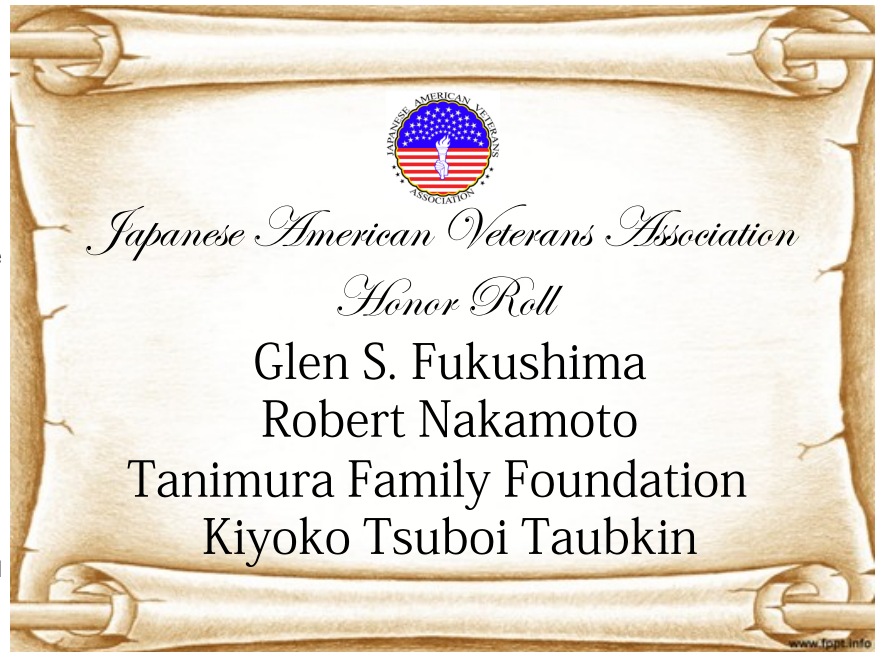 JAPANESE AMERICAN VETERANS
ASSOCIATION
Japanese American Veterans Association
Honor Roll
Glen S. Fukushima
Robert Nakamoto
Tanimura Family Foundation
Kiyoko Tsuboi Taubkin
www.fppt.info